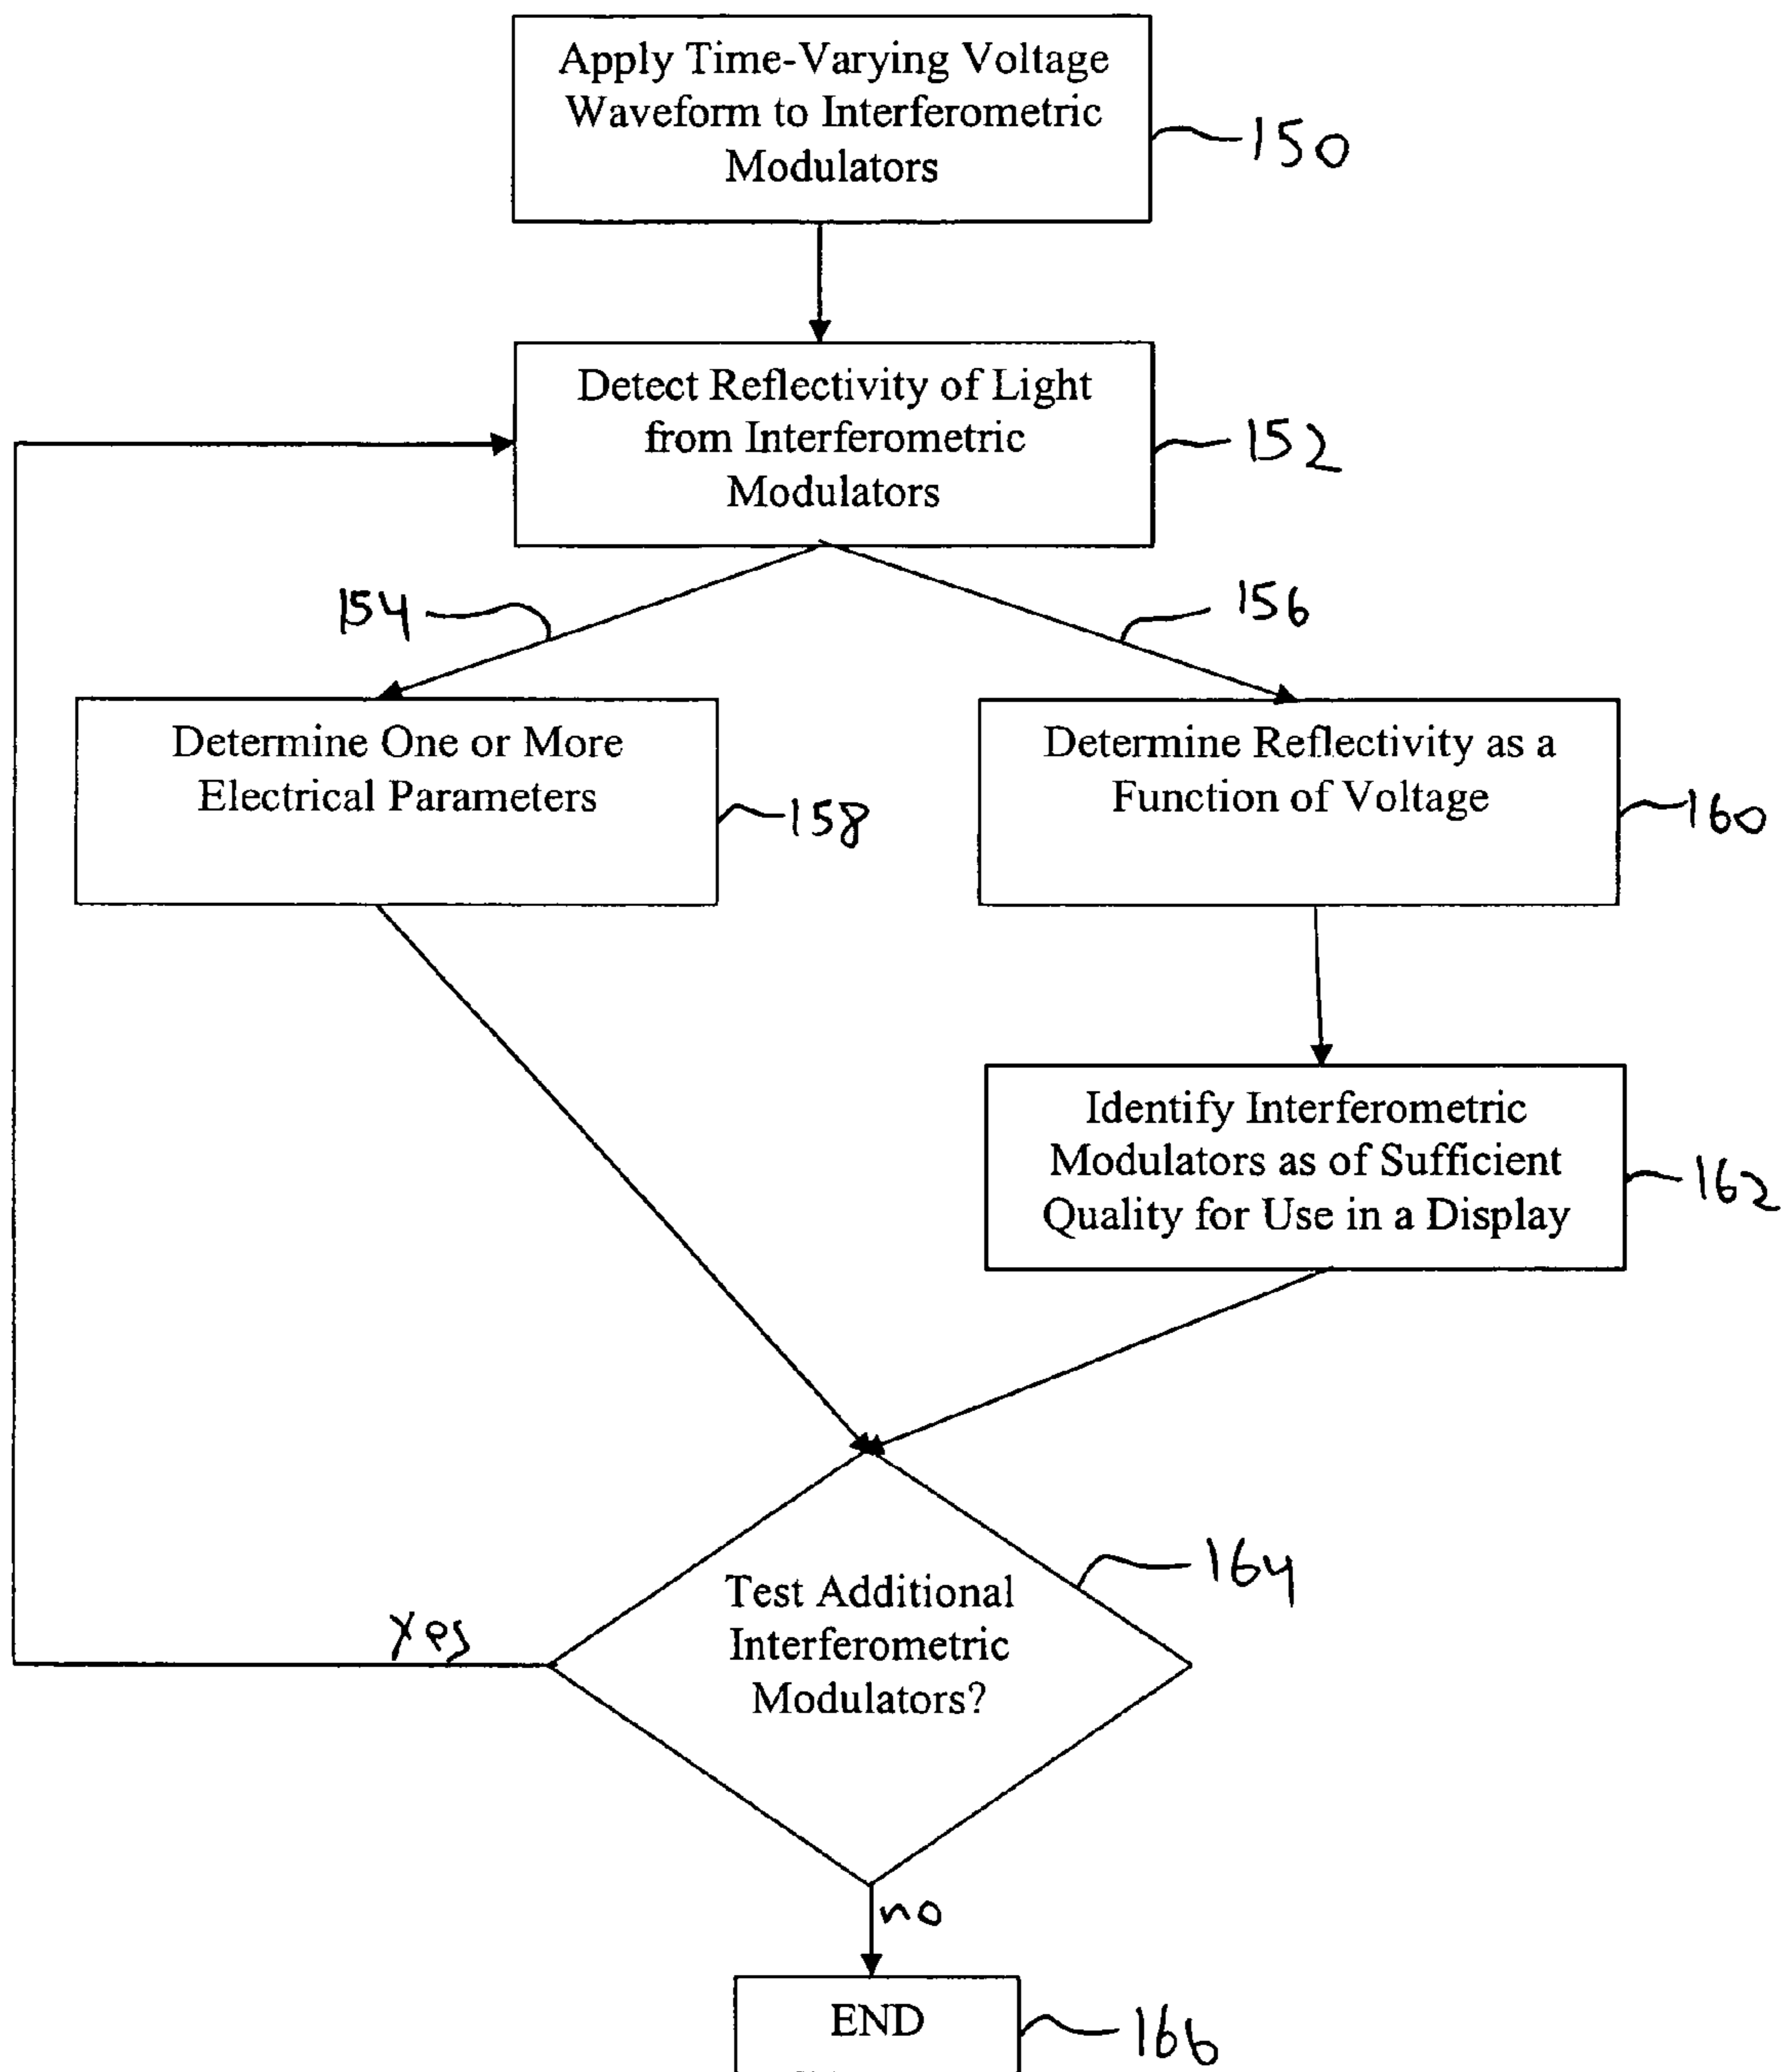 Apply Time-Varying Voltage
Waveform to Interferometric
Modulators
150
Detect Reflectivity of Light
from Interferometric
Modulators
152
154
156
Determine One or More
Electrical Parameters
158
Determine Reflectivity as a
Function of Voltage
160
Identify Interferometric
Modulators as of Sufficient
Quality for Use in a Display
162
Test Additional
Interferometric
Modulators?
164
Yes
no
END
166